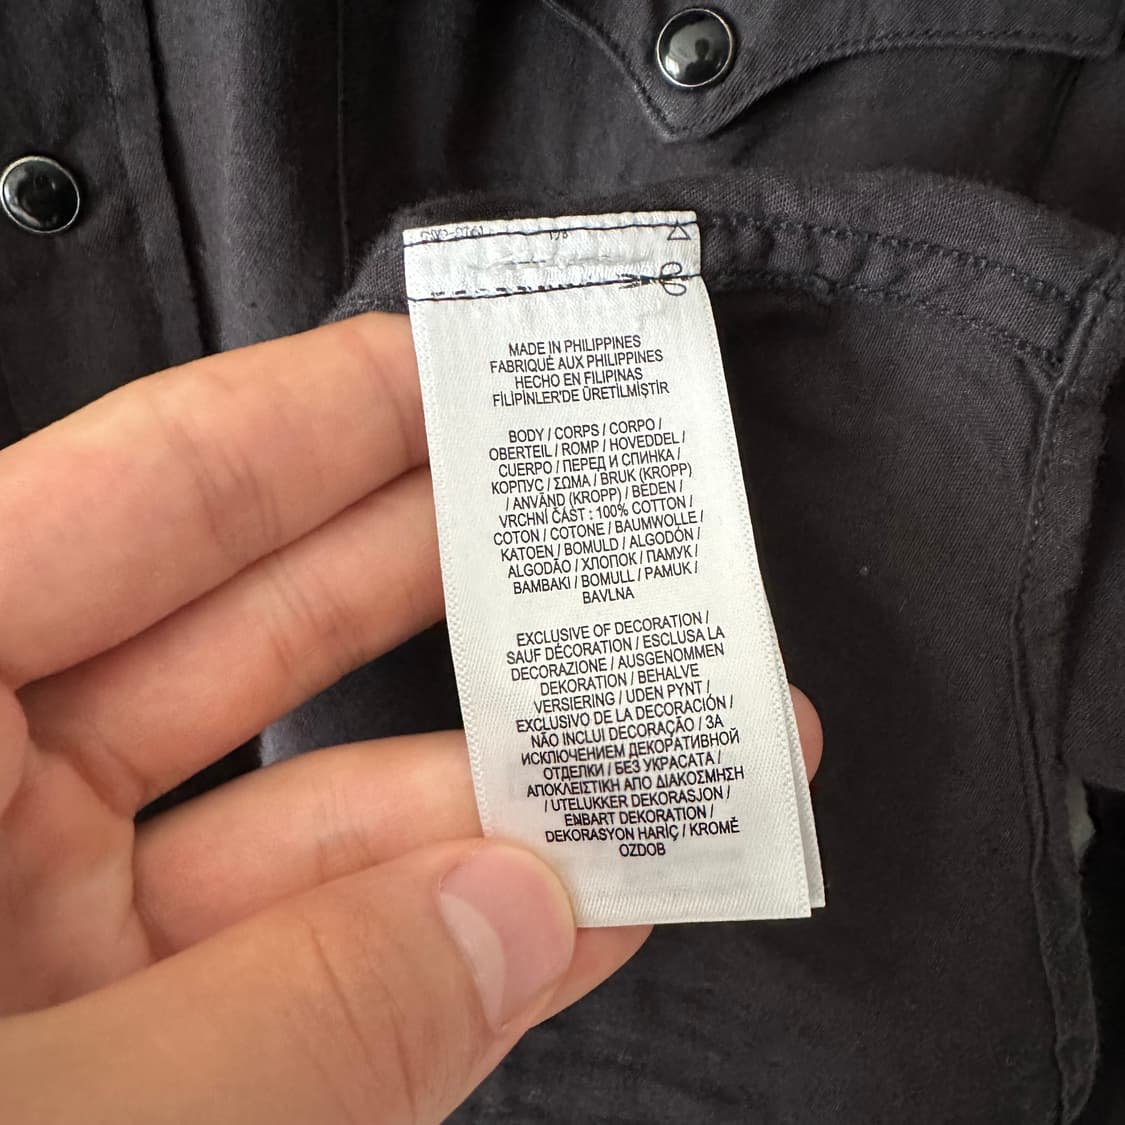 MADE IN PHILIPPINES
FABRIQUÉ AUX PHILIPPINES
HECHO EN FILIPINAS
FİLİPİNLER'DE ÜRETİLMİŞTİR
BODY / CORPS / CORPO /
OBERTEIL / ROMP / HOVEDDEL /
CUERPO / ПЕРЕД И СПИНКА /
КОРПУС / ΣΩΜΑ / BRUK (KROPP)
/ ANVÄND (KROPP) / BEDEN /
VRCHNÍ ČÁST : 100% COTTON /
COTON / COTONE / BAUMWOLLE /
KATOEN / BOMULD / ALGODÓN /
ALGODÃO / ХЛОПОК / ПАМУК /
ΒΑΜΒΑΚΙ / BOMULL / PAMUK /
BAVLNA
EXCLUSIVE OF DECORATION /
SAUF DÉCORATION / ESCLUSA LA
DECORAZIONE / AUSGENOMMEN
DEKORATION / BEHALVE
VERSIERING / UDEN PYNT /
EXCLUSIVO DE LA DECORACIÓN /
NÃO INCLUI DECORAÇÃO / ЗА
ИСКЛЮЧЕНИЕМ ДЕКОРАТИВНОЙ
ОТДЕЛКИ / БЕЗ УКРАСАТА /
ΑΠΟΚΛΕΙΣΤΙΚΗ ΑΠΟ ΔΙΑΚΟΣΜΗΣΗ
/ UTELUKKER DEKORASJON /
ENBART DEKORATION /
DEKORASYON HARİÇ / KROMĚ
OZDOB